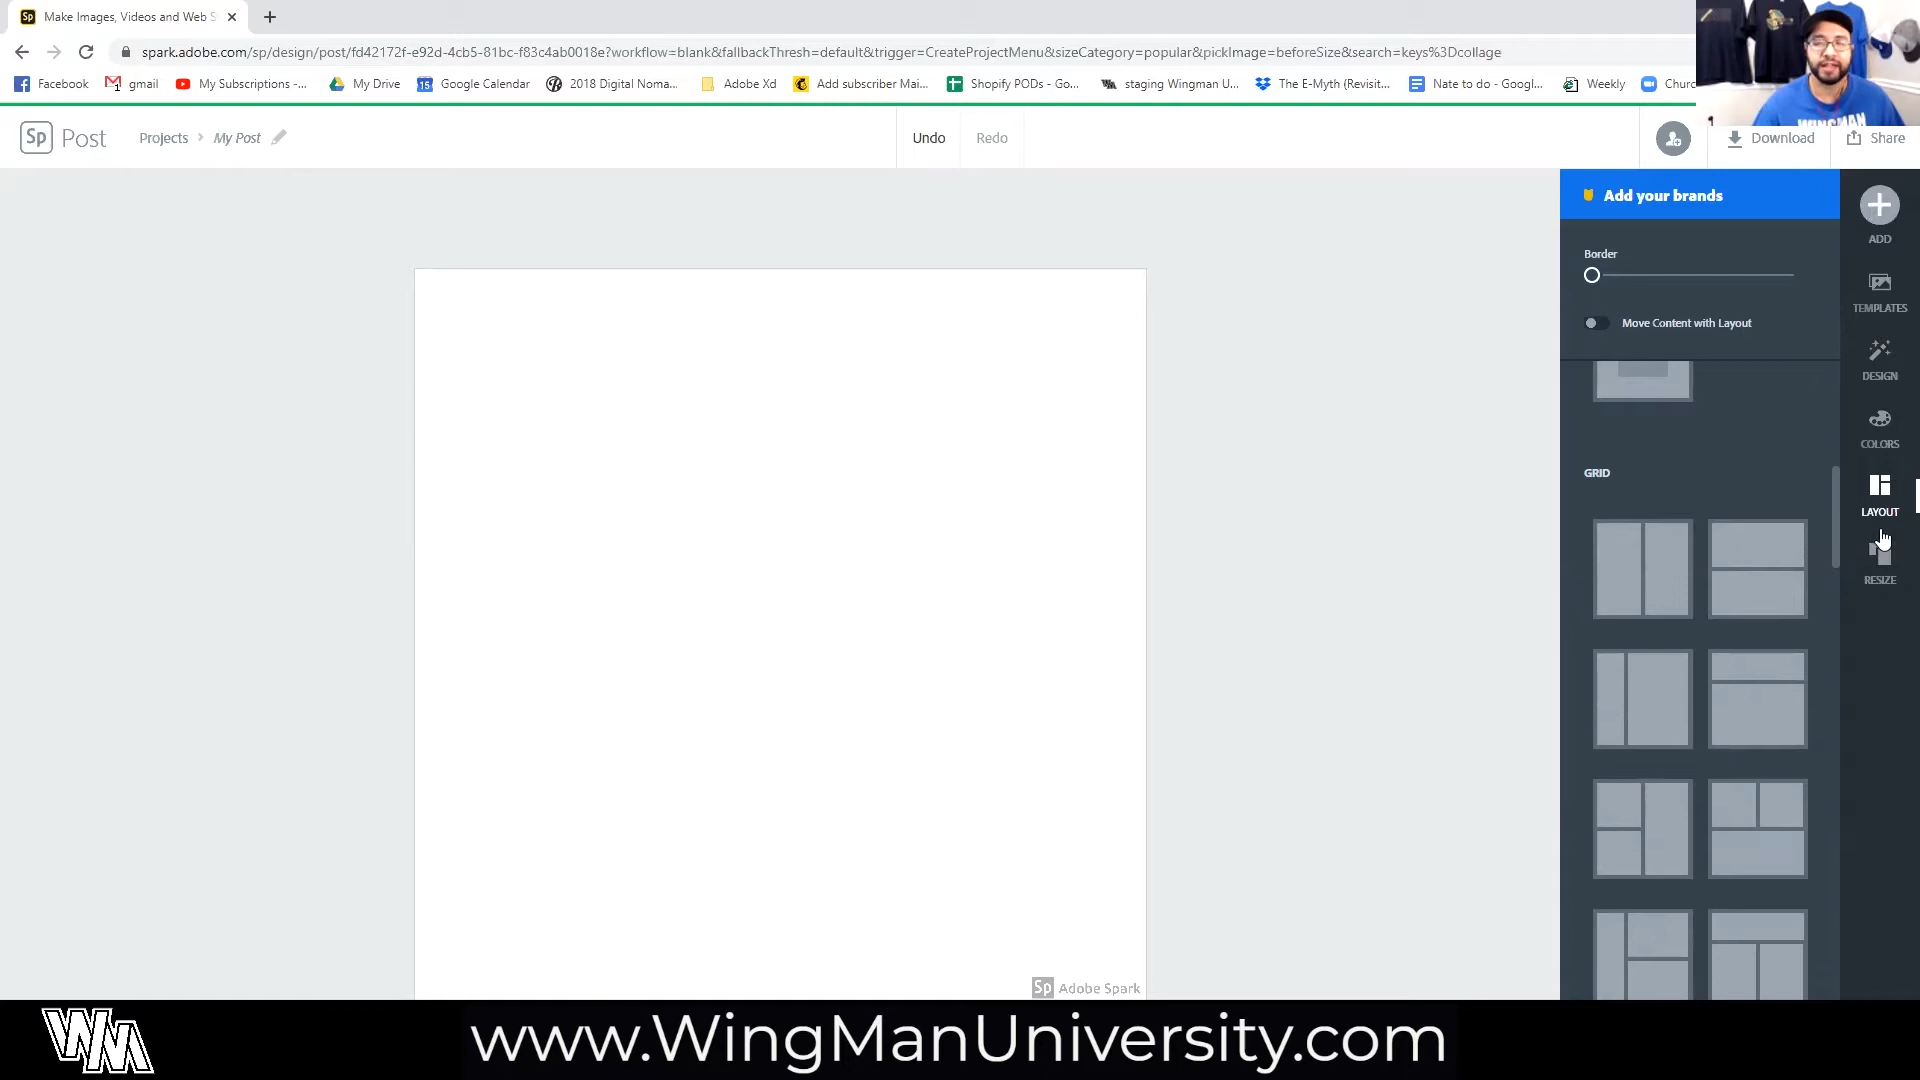 Sp Make Images, Videos and Web S
spark.adobe.com/sp/design/post/fd42172f-e92d-4cb5-81bc-f83c4ab0018e?workflow=blank&fallbackThresh=default&trigger=CreateProjectMenu&sizeCategory=popular&pickImage=beforeSize&search=keys%3Dcollage
Facebook gmail My Subscriptions -... My Drive 15 Google Calendar 2018 Digital Noma... Adobe Xd Add subscriber Mai... Shopify PODs - Go... staging Wingman U... The E-Myth (Revisit... Nate to do - Googl... Weekly Churc
WINGMAN
Sp Post Projects My Post Undo Redo Download Share
Add your brands
ADD
Border
TEMPLATES
Move Content with Layout
DESIGN
COLORS
GRID
LAYOUT
RESIZE
Sp Adobe Spark
WM www.WingManUniversity.com